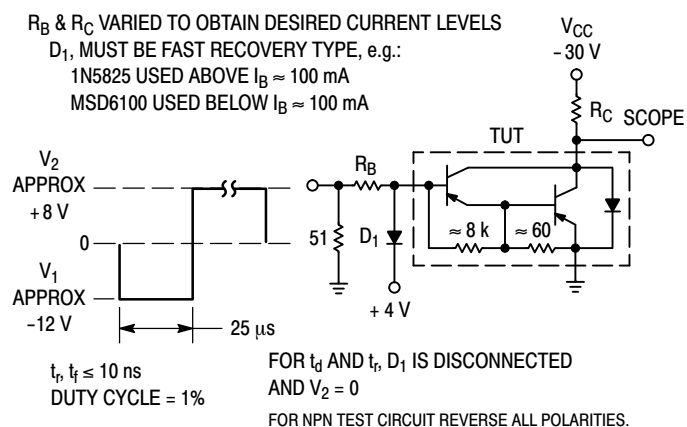 R_B & R_C VARIED TO OBTAIN DESIRED CURRENT LEVELS
D_1, MUST BE FAST RECOVERY TYPE, e.g.:
1N5825 USED ABOVE I_B ≈ 100 mA
MSD6100 USED BELOW I_B ≈ 100 mA
V_CC
- 30 V
R_C
SCOPE
TUT
V_2
APPROX
+8 V
0
V_1
APPROX
-12 V
25 μs
R_B
51
D_1
+ 4 V
≈ 8 k
≈ 60
t_r, t_f ≤ 10 ns
DUTY CYCLE = 1%
FOR t_d AND t_r, D_1 IS DISCONNECTED
AND V_2 = 0
FOR NPN TEST CIRCUIT REVERSE ALL POLARITIES.